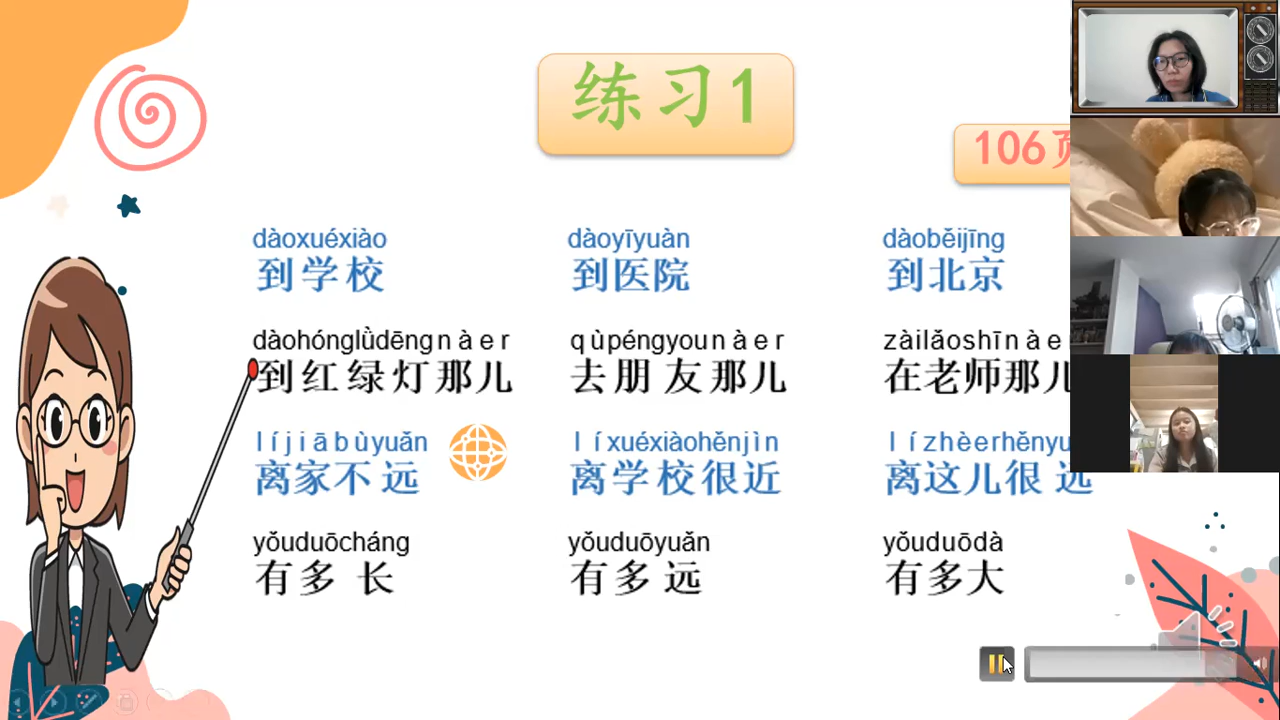 练习1
106页
dàoxuéxiào dàoyīyuàn dàoběijīng
到学校 到医院 到北京
dàohónglǜdēngnàer qùpéngyounàer zàilǎoshīnàe
到红绿灯那儿 去朋友那儿 在老师那儿
líjiābùyuǎn líxuéxiàohěnjìn lízhèerhěnyu
离家不远 离学校很近 离这儿很远
yǒuduōcháng yǒuduōyuǎn yǒuduōdà
有多长 有多远 有多大